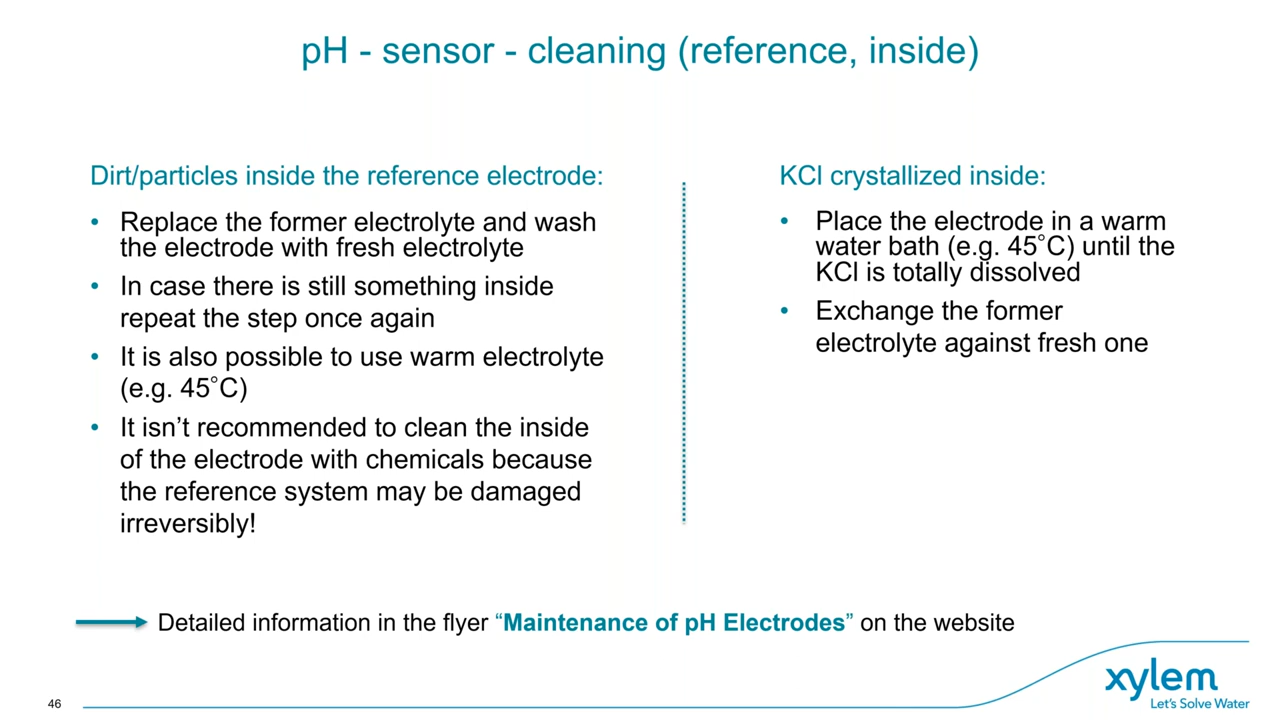 pH - sensor - cleaning (reference, inside)
Dirt/particles inside the reference electrode:
• Replace the former electrolyte and wash
the electrode with fresh electrolyte
• In case there is still something inside
repeat the step once again
• It is also possible to use warm electrolyte
(e.g. 45°C)
• It isn’t recommended to clean the inside
of the electrode with chemicals because
the reference system may be damaged
irreversibly!
KCl crystallized inside:
• Place the electrode in a warm
water bath (e.g. 45°C) until the
KCl is totally dissolved
• Exchange the former
electrolyte against fresh one
Detailed information in the flyer “Maintenance of pH Electrodes” on the website
46
xylem
Let’s Solve Water